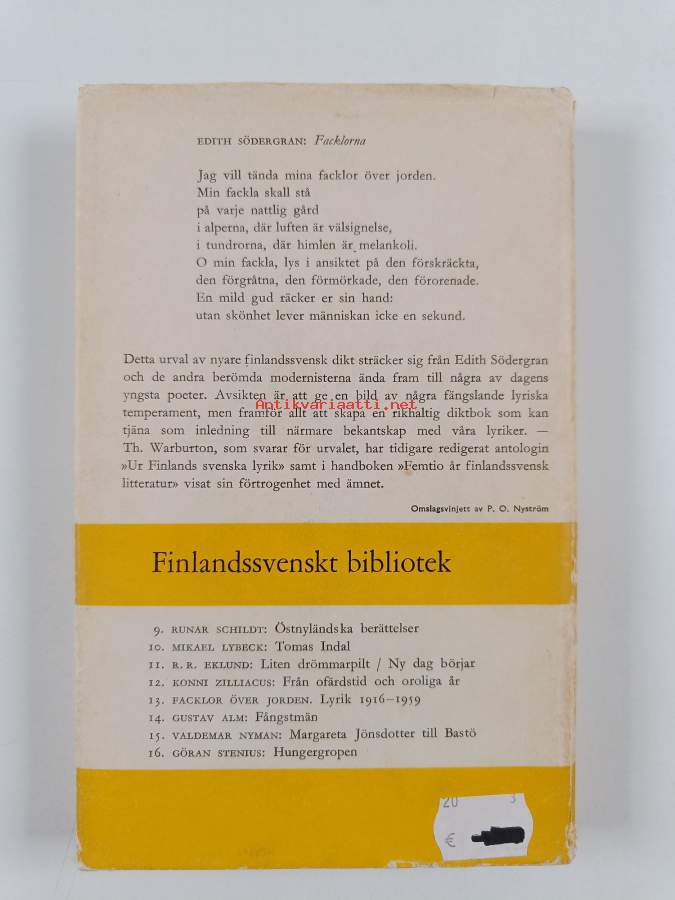 EDITH SÖDERGRAN: Facklorna
Jag vill tända mina facklor över jorden.
Min fackla skall stå
på varje nattlig gård
i alperna, där luften är välsignelse,
i tundrorna, där himlen är melankoli.
O min fackla, lys i ansiktet på den förskräckta,
den förgråtna, den förmörkade, den förorenade.
En mild gud räcker er sin hand:
utan skönhet lever människan icke en sekund.
Detta urval av nyare finlandssvensk dikt sträcker sig från Edith Södergran
och de andra berömda modernisterna ända fram till några av dagens
yngsta poeter. Avsikten är att ge en bild av några fängslande lyriska
Antikvariaatti.net
temperament, men framför allt att skapa en rikhaltig diktbok som kan
tjäna som inledning till närmare bekantskap med våra lyriker. —
Th. Warburton, som svarar för urvalet, har tidigare redigerat antologin
»Ur Finlands svenska lyrik» samt i handboken »Femtio år finlandssvensk
litteratur» visat sin förtrogenhet med ämnet.
Omslagsvinjett av P. O. Nyström
Finlandssvenskt bibliotek
9. RUNAR SCHILDT: Östnyländska berättelser
10. MIKAEL LYBECK: Tomas Indal
11. R. R. EKLUND: Liten drömmarpilt / Ny dag börjar
12. KONNI ZILLIACUS: Från ofärdstid och oroliga år
13. FACKLOR ÖVER JORDEN. Lyrik 1916–1959
14. GUSTAV ALM: Fångstmän
15. VALDEMAR NYMAN: Margareta Jönsdotter till Bastö
16. GÖRAN STENIUS: Hungergropen
20 3
€